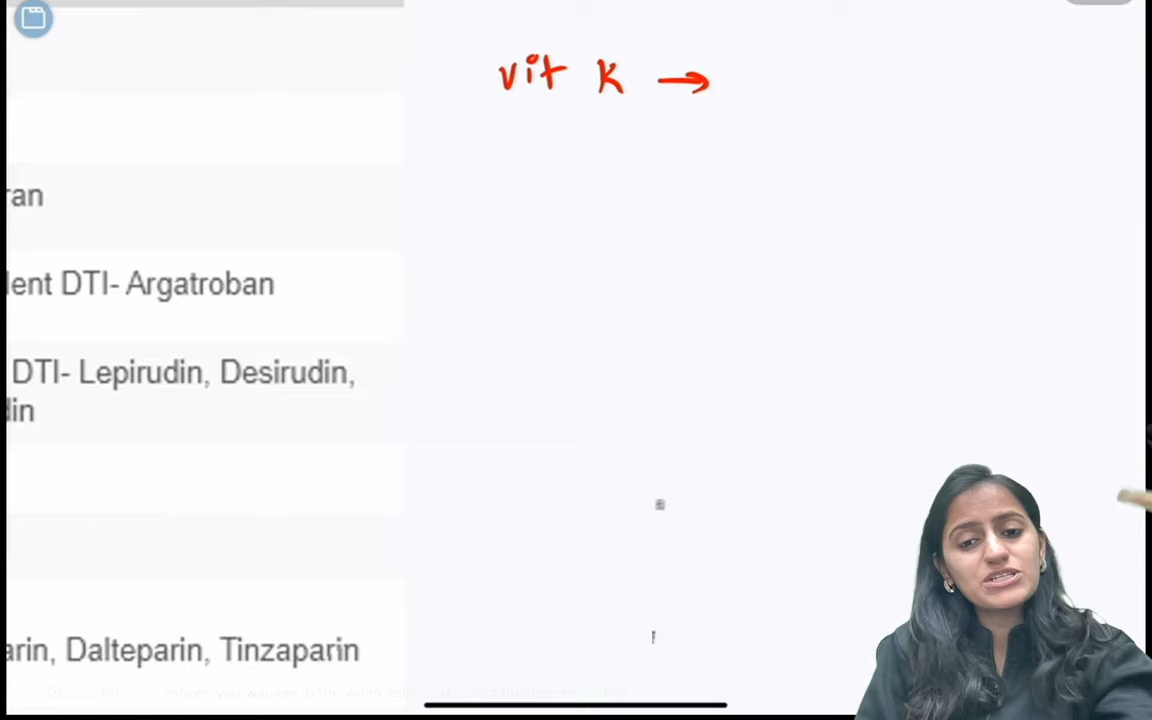 vit K →
ran
lent DTI- Argatroban
DTI- Lepirudin, Desirudin,
din
arin, Dalteparin, Tinzaparin